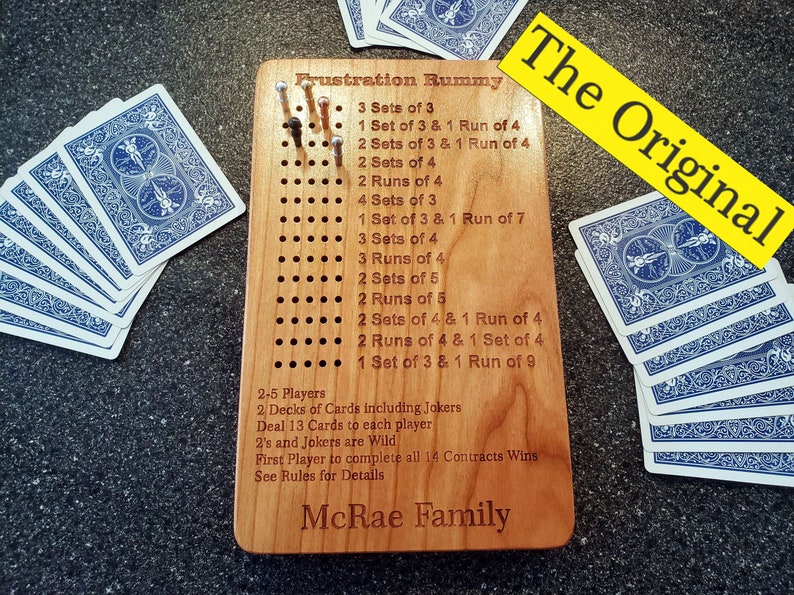 The Original
Frustration Rummy
3 Sets of 3
1 Set of 3 & 1 Run of 4
2 Sets of 3 & 1 Run of 4
2 Sets of 4
2 Runs of 4
4 Sets of 3
1 Set of 3 & 1 Run of 7
3 Sets of 4
3 Runs of 4
2 Sets of 5
2 Runs of 5
2 Sets of 4 & 1 Run of 4
2 Runs of 4 & 1 Set of 4
1 Set of 3 & 1 Run of 9
2-5 Players
2 Decks of Cards including Jokers
Deal 13 Cards to each player
2's and Jokers are Wild
First Player to complete all 14 Contracts Wins
See Rules for Details
McRae Family